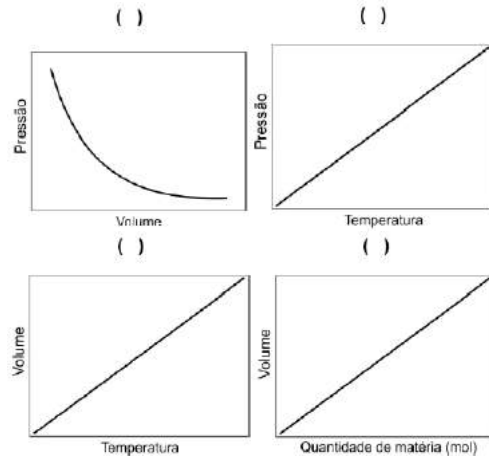 ( ) ( )
Pressão Pressão
Volume Temperatura
( ) ( )
Volume Volume
Temperatura Quantidade de matéria (mol)